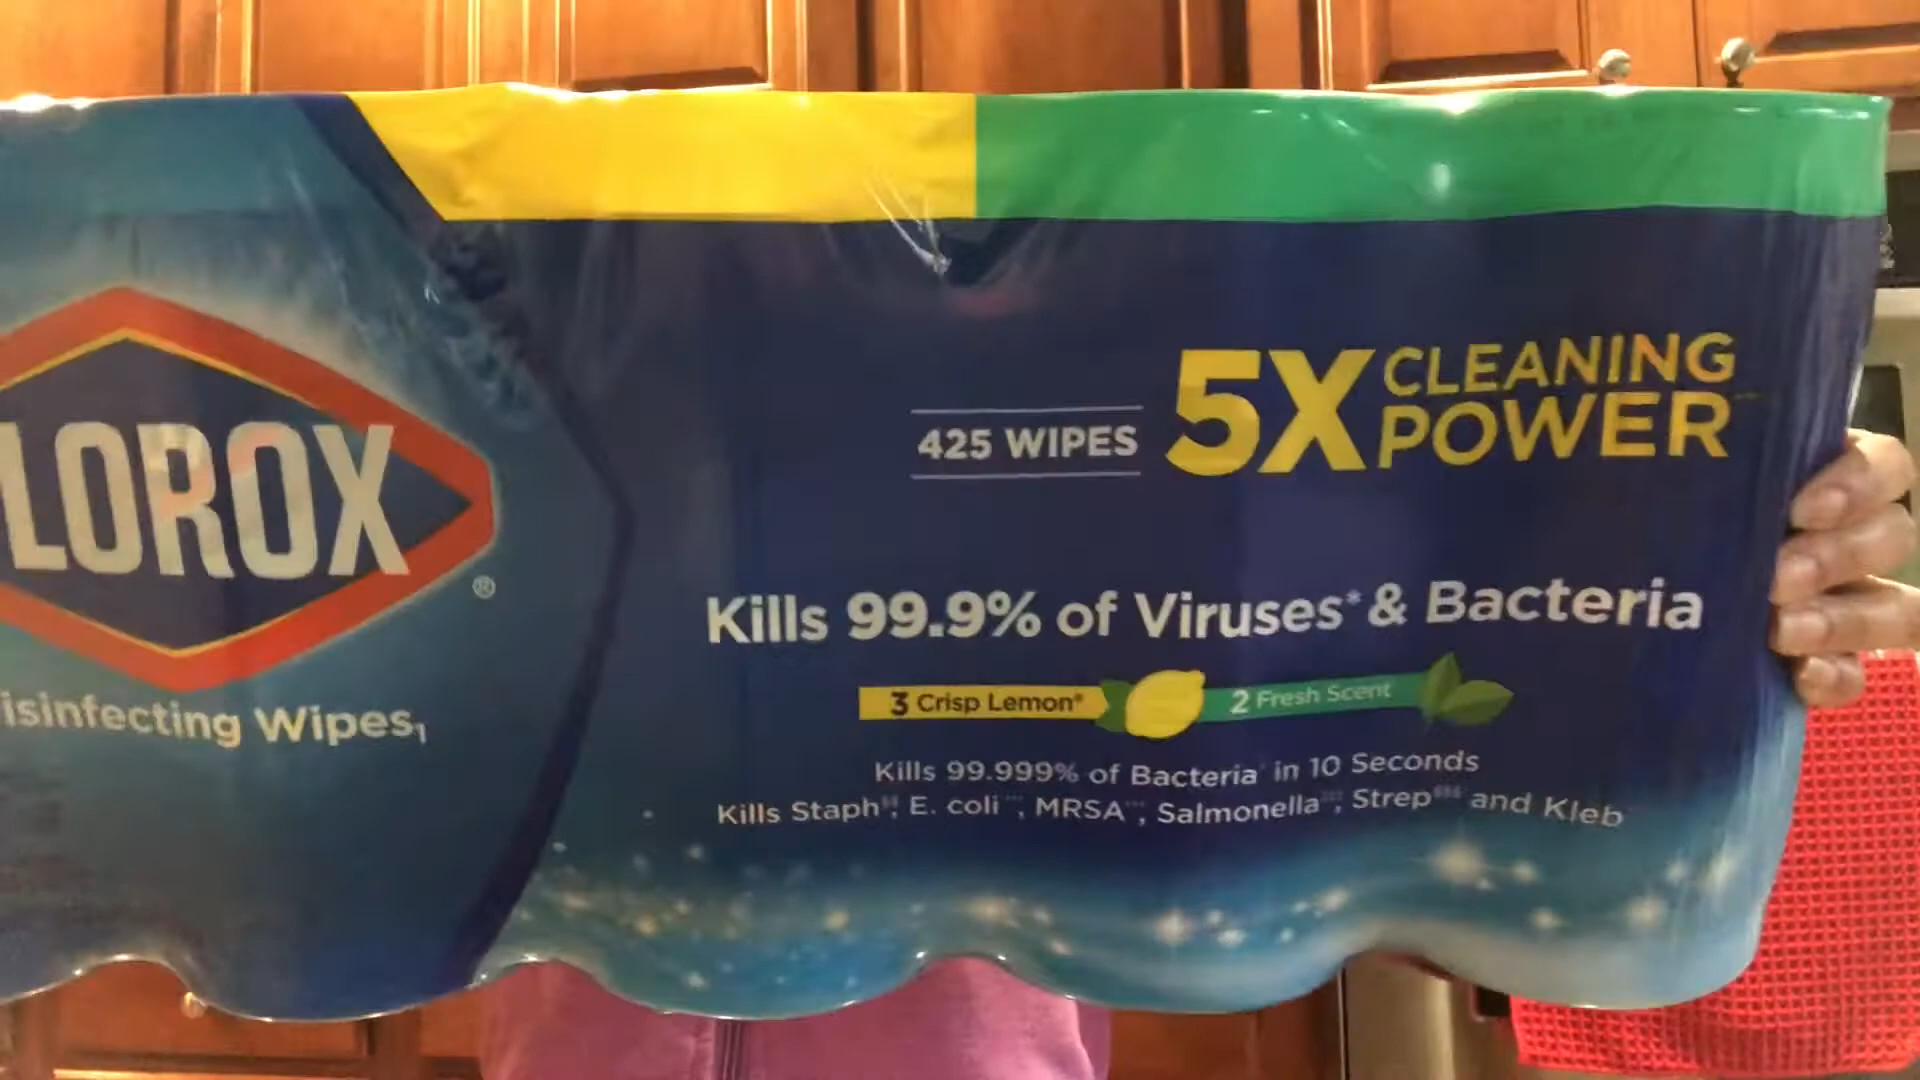 LOROX
®
isinfecting Wipes1
425 WIPES
5X CLEANING
POWER
Kills 99.9% of Viruses* & Bacteria
3 Crisp Lemon®
2 Fresh Scent
Kills 99.999% of Bacteria in 10 Seconds
Kills Staph, E. coli, MRSA, Salmonella, Strep§§§ and Kleb